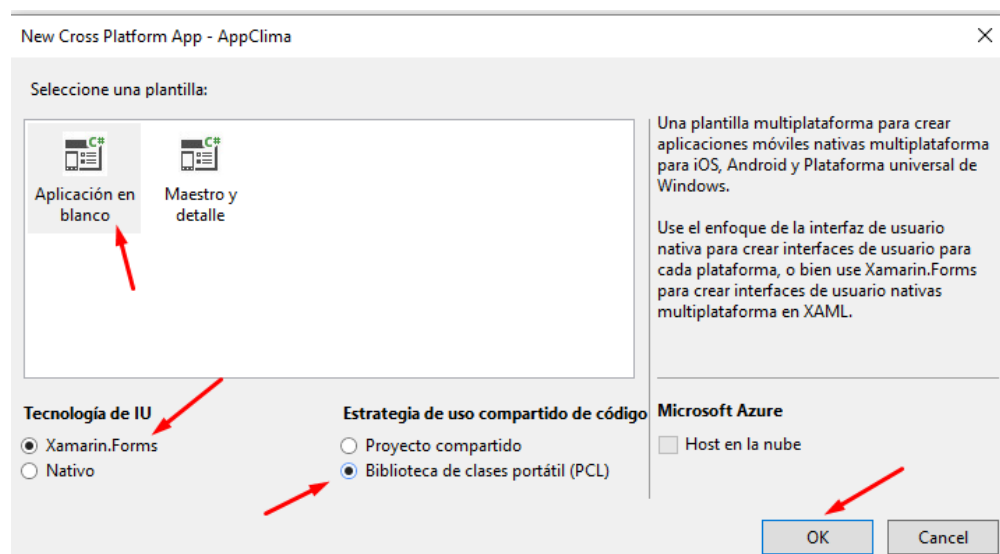 New Cross Platform App - AppClima
Seleccione una plantilla:
C#
Aplicación en
blanco
C#
Maestro y
detalle
Una plantilla multiplataforma para crear
aplicaciones móviles nativas multiplataforma
para iOS, Android y Plataforma universal de
Windows.
Use el enfoque de la interfaz de usuario
nativa para crear interfaces de usuario para
cada plataforma, o bien use Xamarin.Forms
para crear interfaces de usuario nativas
multiplataforma en XAML.
Tecnología de IU
Xamarin.Forms
Nativo
Estrategia de uso compartido de código
Proyecto compartido
Biblioteca de clases portátil (PCL)
Microsoft Azure
Host en la nube
OK
Cancel